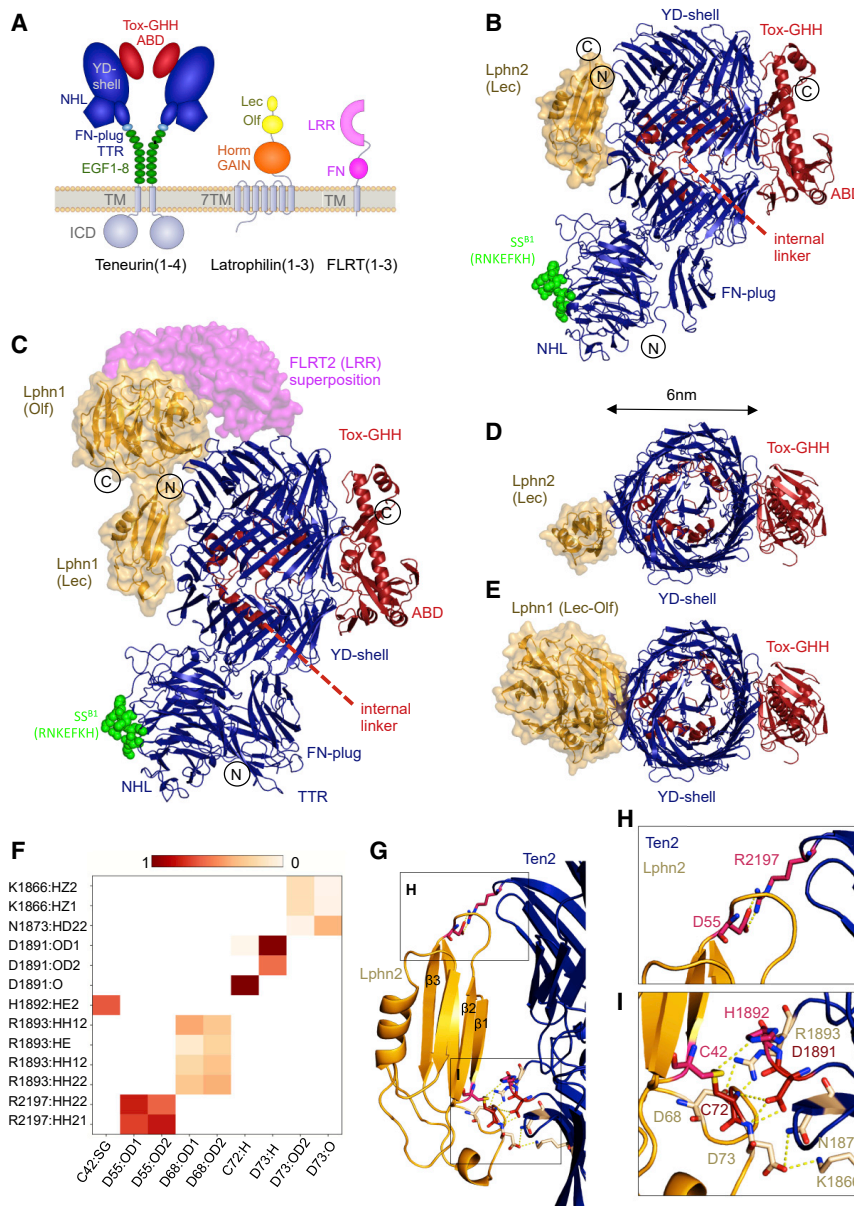 A
Tox-GHH
ABD
YD-
shell
NHL
FN-plug
TTR
EGF1-8
TM
ICD
Teneurin(1-4)
Lec
Olf
Horm
GAIN
7TM
Latrophilin(1-3)
LRR
FN
TM
FLRT(1-3)
B
YD-shell
Tox-GHH
Lphn2
(Lec)
C
N
C
ABD
internal
linker
SSB1
(RNKEFKH)
FN-plug
NHL
N
C
FLRT2 (LRR)
superposition
Lphn1
(Olf)
Tox-GHH
C
N
C
Lphn1
(Lec)
ABD
YD-shell
internal
linker
SSB1
(RNKEFKH)
FN-plug
NHL
N
TTR
6nm
D
Tox-GHH
Lphn2
(Lec)
YD-shell
E
Lphn1 (Lec-Olf)
Tox-GHH
YD-shell
F
1
0
K1866:HZ2
K1866:HZ1
N1873:HD22
D1891:OD1
D1891:OD2
D1891:O
H1892:HE2
R1893:HH12
R1893:HE
R1893:HH12
R1893:HH22
R2197:HH22
R2197:HH21
C42:SG
D55:OD1
D55:OD2
D68:OD1
D68:OD2
C72:H
D73:H
D73:OD2
D73:O
G
Ten2
H
Lphn2
β3
β2
β1
I
H
Ten2
Lphn2
R2197
D55
I
H1892
R1893
C42
D1891
D68
C72
D73
N187
K1866